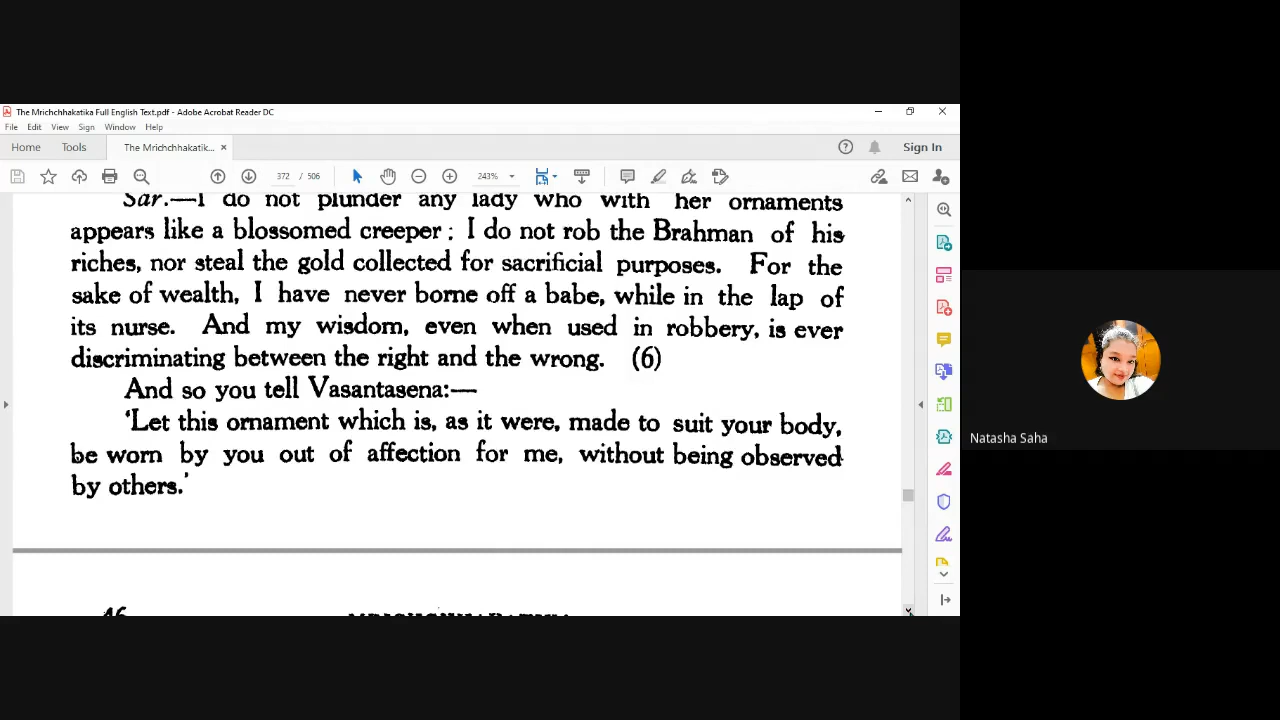 The Mrichchhakatika Full English Text.pdf - Adobe Acrobat Reader DC
File Edit View Sign Window Help
Home Tools The Mrichchhakatik... × Sign In
372 / 506 243%
Sar.—I do not plunder any lady who with her ornaments
appears like a blossomed creeper; I do not rob the Brahman of his
riches, nor steal the gold collected for sacrificial purposes. For the
sake of wealth, I have never borne off a babe, while in the lap of
its nurse. And my wisdom, even when used in robbery, is ever
discriminating between the right and the wrong. (6)
And so you tell Vasantasena:—
'Let this ornament which is, as it were, made to suit your body,
be worn by you out of affection for me, without being observed
by others.'
46
Natasha Saha